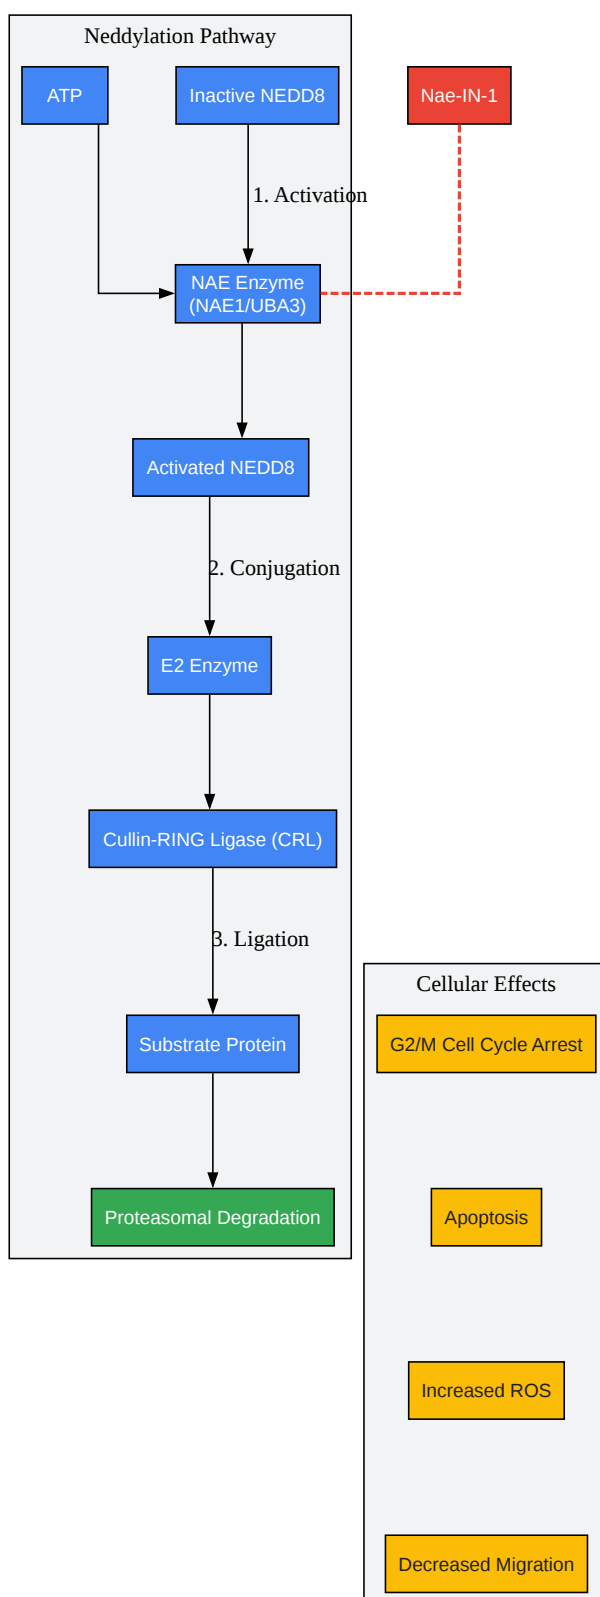 Neddylation Pathway
ATP
Inactive NEDD8
Nae-IN-1
1. Activation
NAE Enzyme
(NAE1/UBA3)
Activated NEDD8
2. Conjugation
E2 Enzyme
Cullin-RING Ligase (CRL)
3. Ligation
Substrate Protein
Proteasomal Degradation
Cellular Effects
G2/M Cell Cycle Arrest
Apoptosis
Increased ROS
Decreased Migration